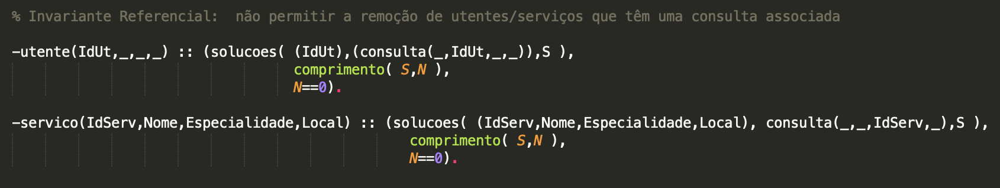 % Invariante Referencial:  não permitir a remoção de utentes/serviços que têm uma consulta associada
-utente(IdUt,_,_,_) :: (solucoes( (IdUt),(consulta(_,IdUt,_,_)),S ),
comprimento( S,N ),
N==0).
-servico(IdServ,Nome,Especialidade,Local) :: (solucoes( (IdServ,Nome,Especialidade,Local), consulta(_,_,IdServ,_),S ),
comprimento( S,N ),
N==0).